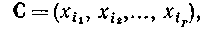 C = (x_{i_1}, x_{i_2}, ..., x_{i_r}),